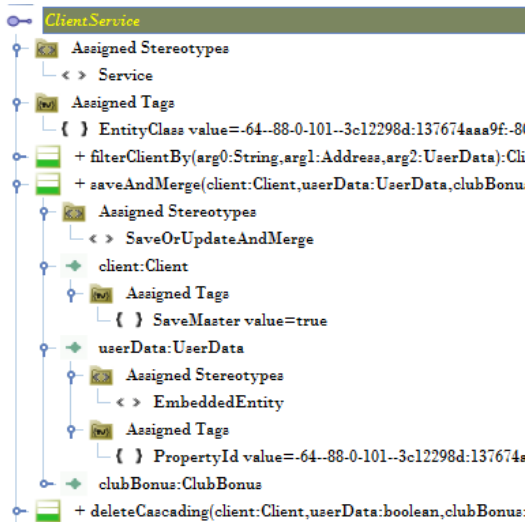 ClientService
Assigned Stereotypes
< > Service
Assigned Tags
{ } EntityClass value=-64--88-0-101--3c12298d:137674aaa9f:-80
+ filterClientBy(arg0:String,arg1:Address,arg2:UserData):Cli
+ saveAndMerge(client:Client,userData:UserData,clubBonus
Assigned Stereotypes
< > SaveOrUpdateAndMerge
client:Client
Assigned Tags
{ } SaveMaster value=true
userData:UserData
Assigned Stereotypes
< > EmbeddedEntity
Assigned Tags
{ } PropertyId value=-64--88-0-101--3c12298d:137674a
clubBonus:ClubBonus
+ deleteCascading(client:Client,userData:boolean,clubBonus: